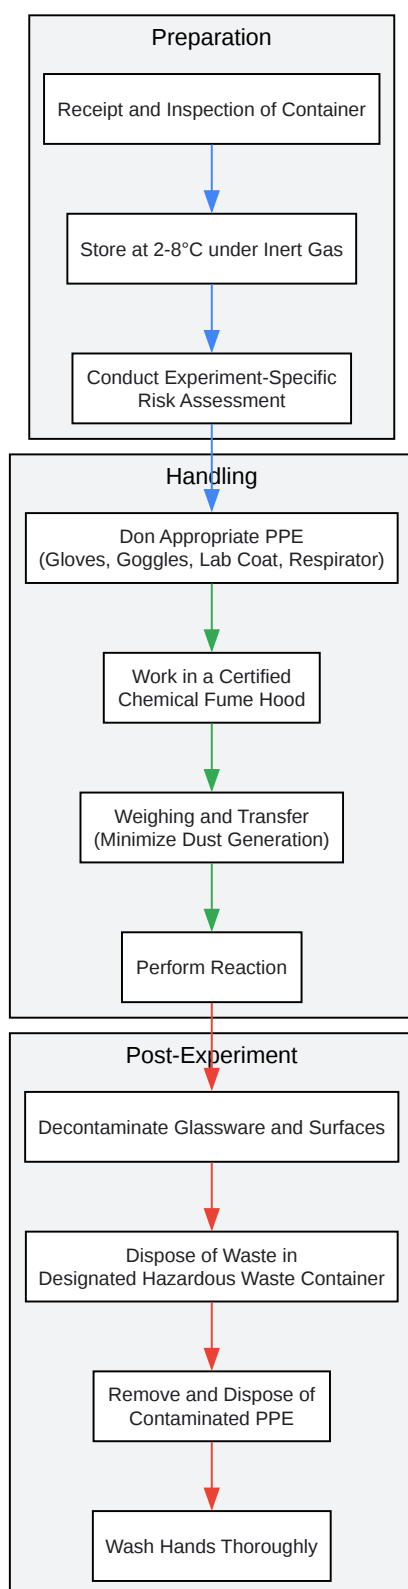 Preparation
Receipt and Inspection of Container
Store at 2-8°C under Inert Gas
Conduct Experiment-Specific
Risk Assessment
Handling
Don Appropriate PPE
(Gloves, Goggles, Lab Coat, Respirator)
Work in a Certified
Chemical Fume Hood
Weighing and Transfer
(Minimize Dust Generation)
Perform Reaction
Post-Experiment
Decontaminate Glassware and Surfaces
Dispose of Waste in
Designated Hazardous Waste Container
Remove and Dispose of
Contaminated PPE
Wash Hands Thoroughly